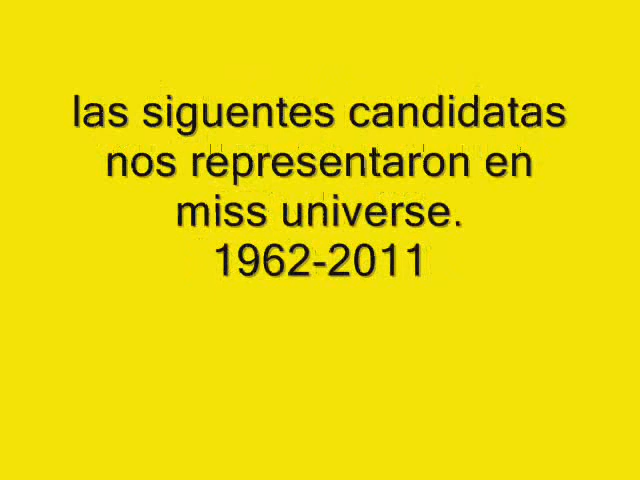 las siguentes candidatas
nos representaron en
miss universe.
1962-2011